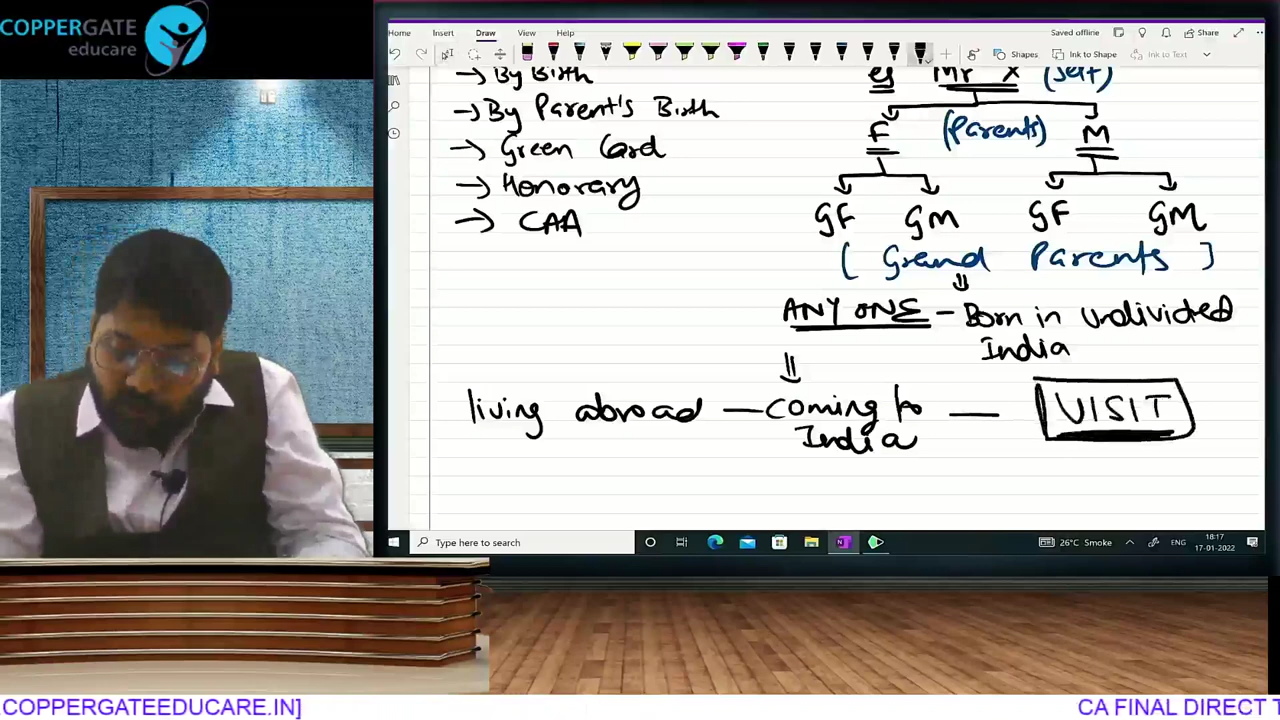 COPPERGATE
educare
Home Insert Draw View Help
Saved offline
Share
Shapes
Ink to Shape
Ink to Text
→ By Birth
→ By Parent's Birth
→ Green Card
→ Honorary
→ CAA
eg Mr X (Self)
F (Parents) M
GF GM GF GM
[ Grand Parents ]
⇓
ANY ONE - Born in undivided
India
⇓
living abroad — coming to — VISIT
India
Type here to search
26°C Smoke
ENG
18:17
17-01-2022
COPPERGATEEDUCARE.IN]
CA FINAL DIRECT T